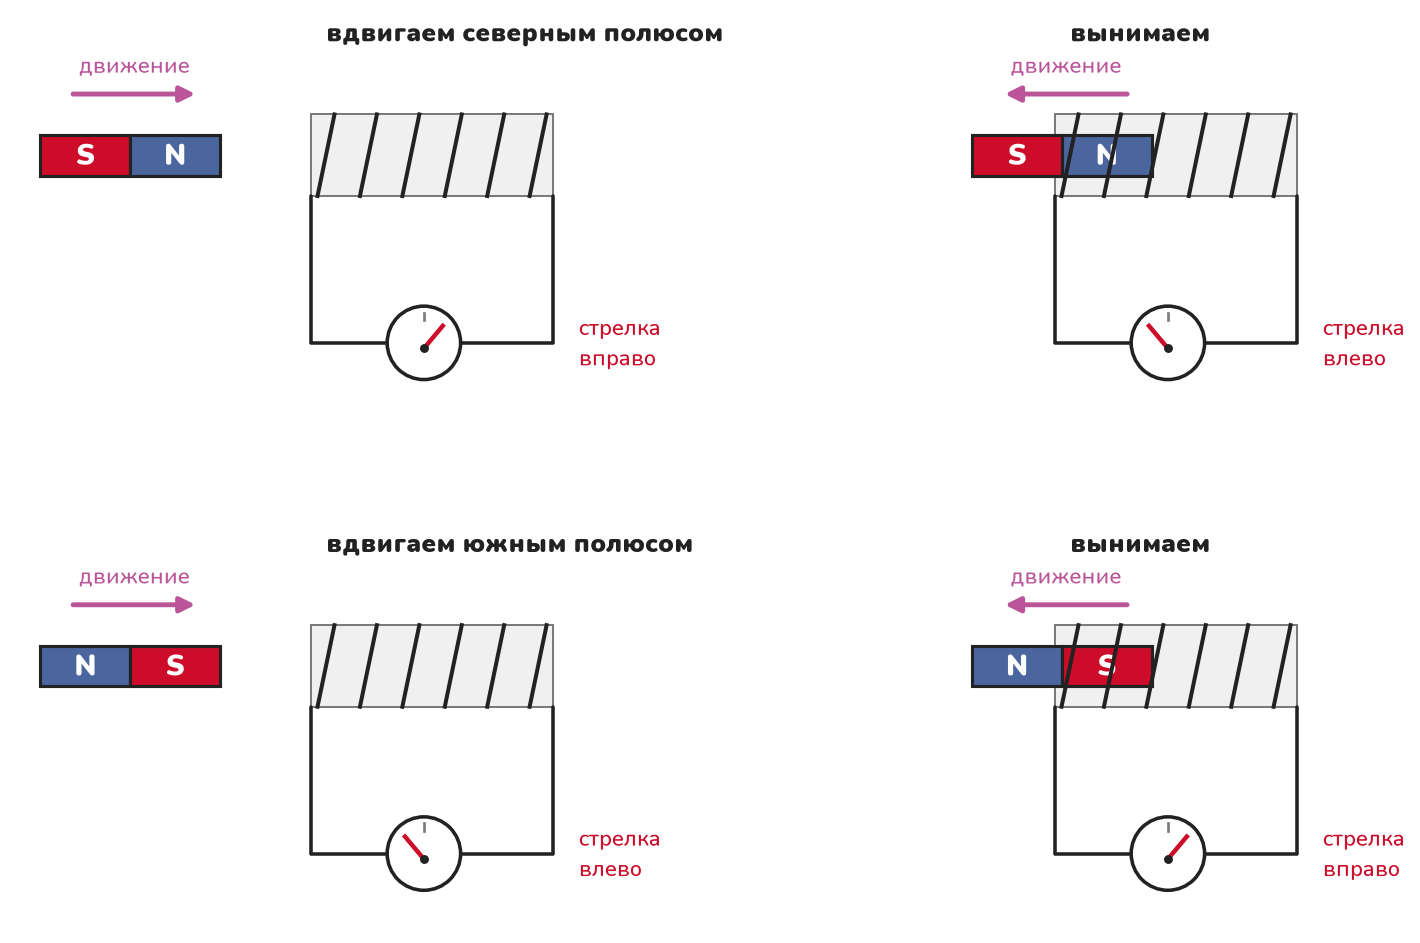 вдвигаем северным полюсом
движение
S N
стрелка
вправо
вынимаем
движение
S N
стрелка
влево
вдвигаем южным полюсом
движение
N S
стрелка
влево
вынимаем
движение
N S
стрелка
вправо